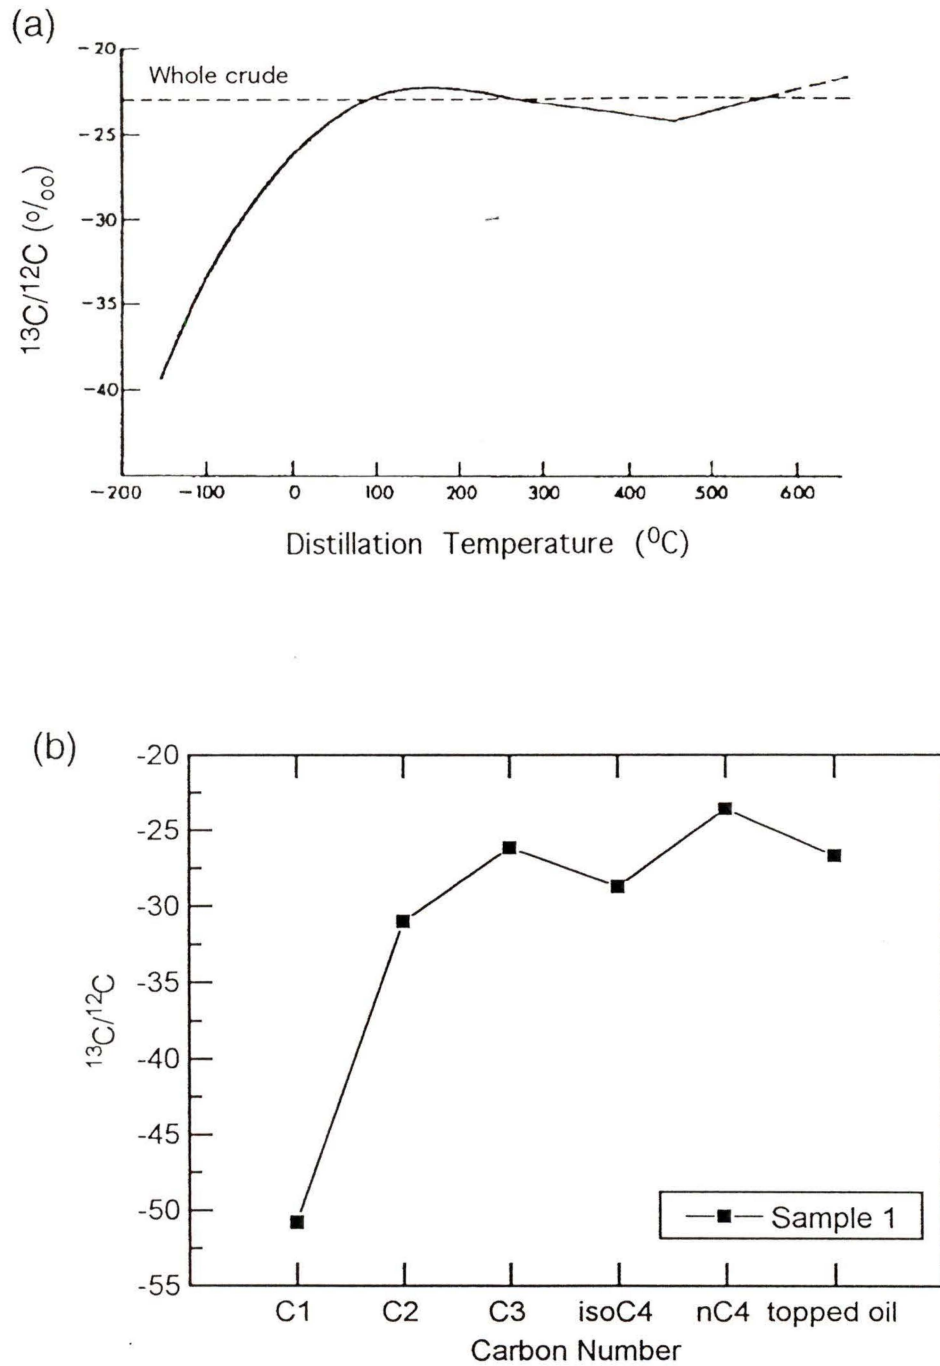 (a)
−20
Whole crude
−25
−30
−35
−40
13C/12C (o/oo)
−200 −100 0 100 200 300 400 500 600
Distillation Temperature (0C)
(b)
-20
-25
-30
-35
-40
-45
-50
-55
13C/12C
Sample 1
C1 C2 C3 isoC4 nC4 topped oil
Carbon Number